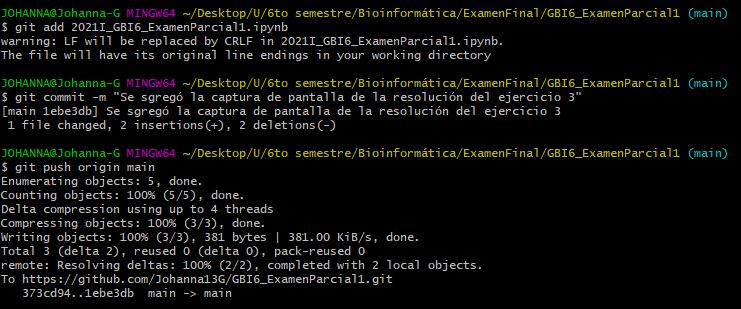 JOHANNA@Johanna-G MINGW64 ~/Desktop/U/6to semestre/Bioinformática/ExamenFinal/GBI6_ExamenParcial1 (main)
$ git add 2021I_GBI6_ExamenParcial1.ipynb
warning: LF will be replaced by CRLF in 2021I_GBI6_ExamenParcial1.ipynb.
The file will have its original line endings in your working directory
JOHANNA@Johanna-G MINGW64 ~/Desktop/U/6to semestre/Bioinformática/ExamenFinal/GBI6_ExamenParcial1 (main)
$ git commit -m "Se sgregó la captura de pantalla de la resolución del ejercicio 3"
[main 1ebe3db] Se sgregó la captura de pantalla de la resolución del ejercicio 3
1 file changed, 2 insertions(+), 2 deletions(-)
JOHANNA@Johanna-G MINGW64 ~/Desktop/U/6to semestre/Bioinformática/ExamenFinal/GBI6_ExamenParcial1 (main)
$ git push origin main
Enumerating objects: 5, done.
Counting objects: 100% (5/5), done.
Delta compression using up to 4 threads
Compressing objects: 100% (3/3), done.
Writing objects: 100% (3/3), 381 bytes | 381.00 KiB/s, done.
Total 3 (delta 2), reused 0 (delta 0), pack-reused 0
remote: Resolving deltas: 100% (2/2), completed with 2 local objects.
To https://github.com/Johanna13G/GBI6_ExamenParcial1.git
373cd94..1ebe3db main -> main